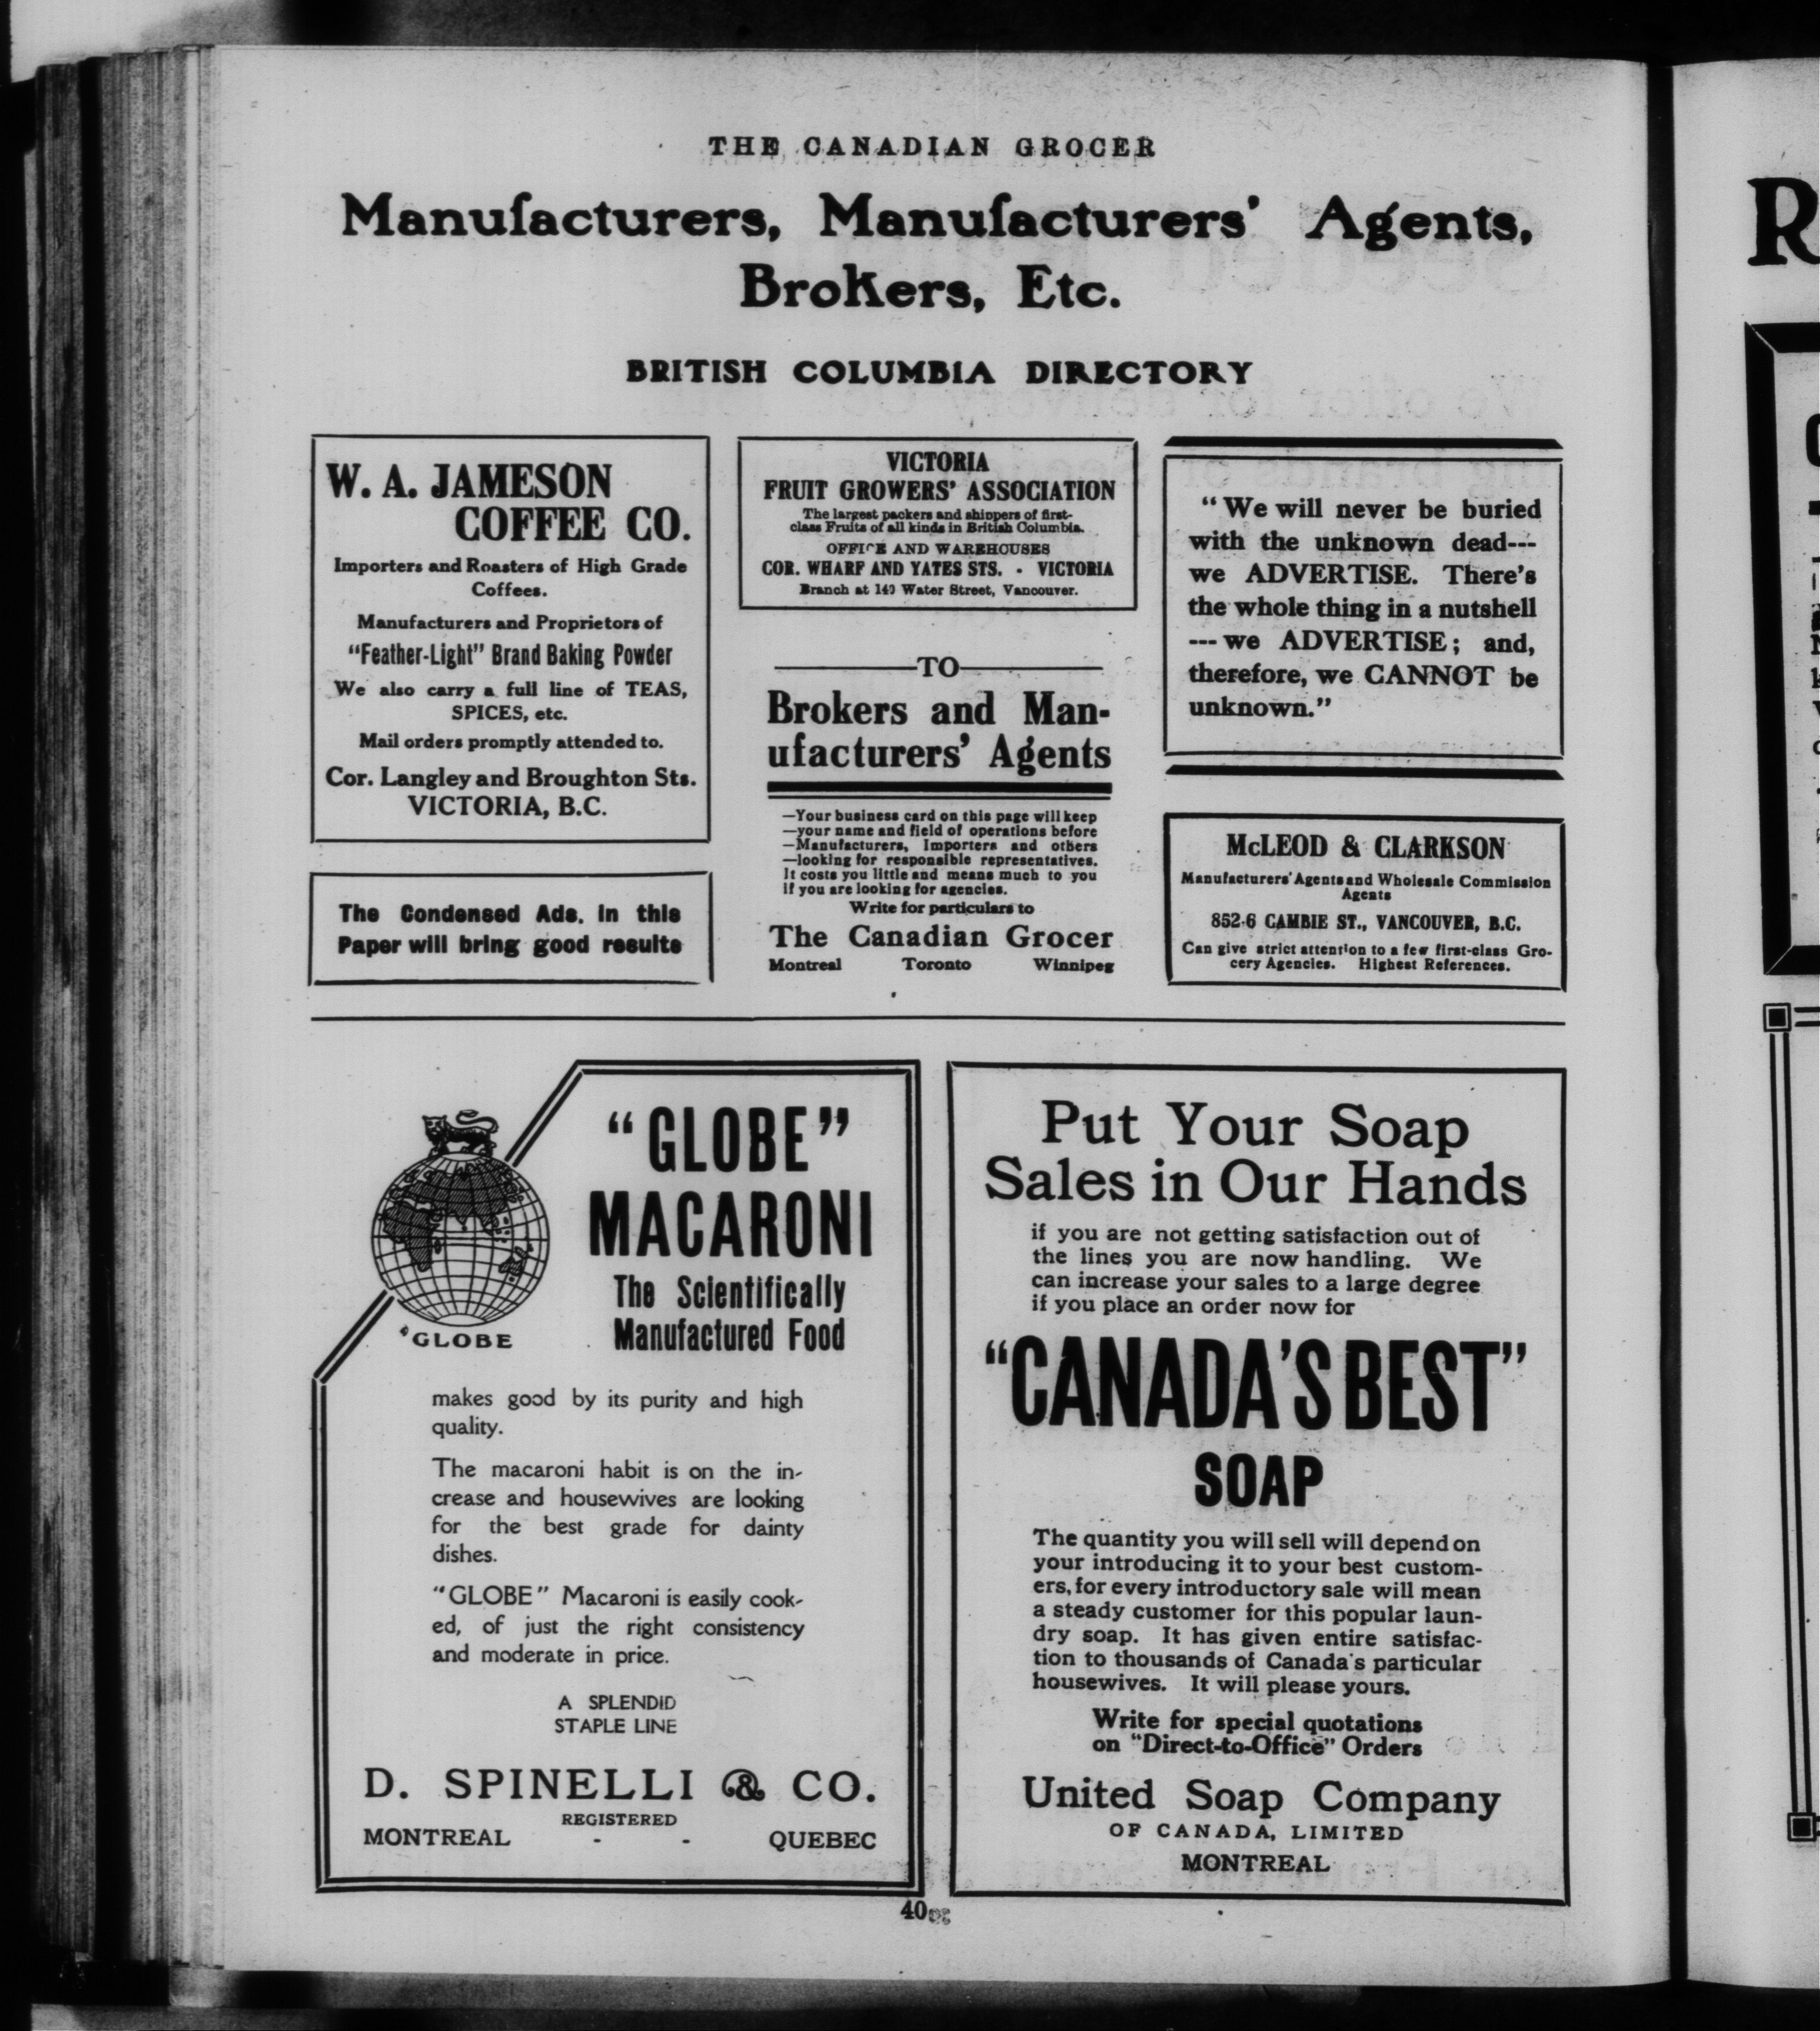 THE CANADIAN GROCER
Manufacturers, Manufacturers' Agents,
Brokers, Etc.
BRITISH COLUMBIA DIRECTORY
W. A. JAMESON
COFFEE CO.
Importers and Roasters of High Grade
Coffees.
Manufacturers and Proprietors of
"Feather-Light" Brand Baking Powder
We also carry a full line of TEAS,
SPICES, etc.
Mail orders promptly attended to.
Cor. Langley and Broughton Sts.
VICTORIA, B.C.
The Condensed Ads. in this
Paper will bring good results
VICTORIA
FRUIT GROWERS' ASSOCIATION
The largest packers and shippers of first-
class Fruits of all kinds in British Columbia.
OFFICE AND WAREHOUSES
COR. WHARF AND YATES STS. - VICTORIA
Branch at 140 Water Street, Vancouver.
TO
Brokers and Man-
ufacturers' Agents
—Your business card on this page will keep
—your name and field of operations before
—Manufacturers, Importers and others
—looking for responsible representatives.
It costs you little and means much to you
if you are looking for agencies.
Write for particulars to
The Canadian Grocer
Montreal Toronto Winnipeg
"We will never be buried
with the unknown dead---
we ADVERTISE. There's
the whole thing in a nutshell
---we ADVERTISE; and,
therefore, we CANNOT be
unknown."
McLEOD & CLARKSON
Manufacturers' Agents and Wholesale Commission
Agents
852-6 CAMBIE ST., VANCOUVER, B.C.
Can give strict attention to a few first-class Gro-
cery Agencies. Highest References.
"GLOBE"
MACARONI
The Scientifically
Manufactured Food
'GLOBE
makes good by its purity and high
quality.
The macaroni habit is on the in-
crease and housewives are looking
for the best grade for dainty
dishes.
"GLOBE" Macaroni is easily cook-
ed, of just the right consistency
and moderate in price.
A SPLENDID
STAPLE LINE
D. SPINELLI & CO.
REGISTERED
MONTREAL - - QUEBEC
Put Your Soap
Sales in Our Hands
if you are not getting satisfaction out of
the lines you are now handling. We
can increase your sales to a large degree
if you place an order now for
"CANADA'S BEST"
SOAP
The quantity you will sell will depend on
your introducing it to your best custom-
ers, for every introductory sale will mean
a steady customer for this popular laun-
dry soap. It has given entire satisfac-
tion to thousands of Canada's particular
housewives. It will please yours.
Write for special quotations
on "Direct-to-Office" Orders
United Soap Company
OF CANADA, LIMITED
MONTREAL
40
R